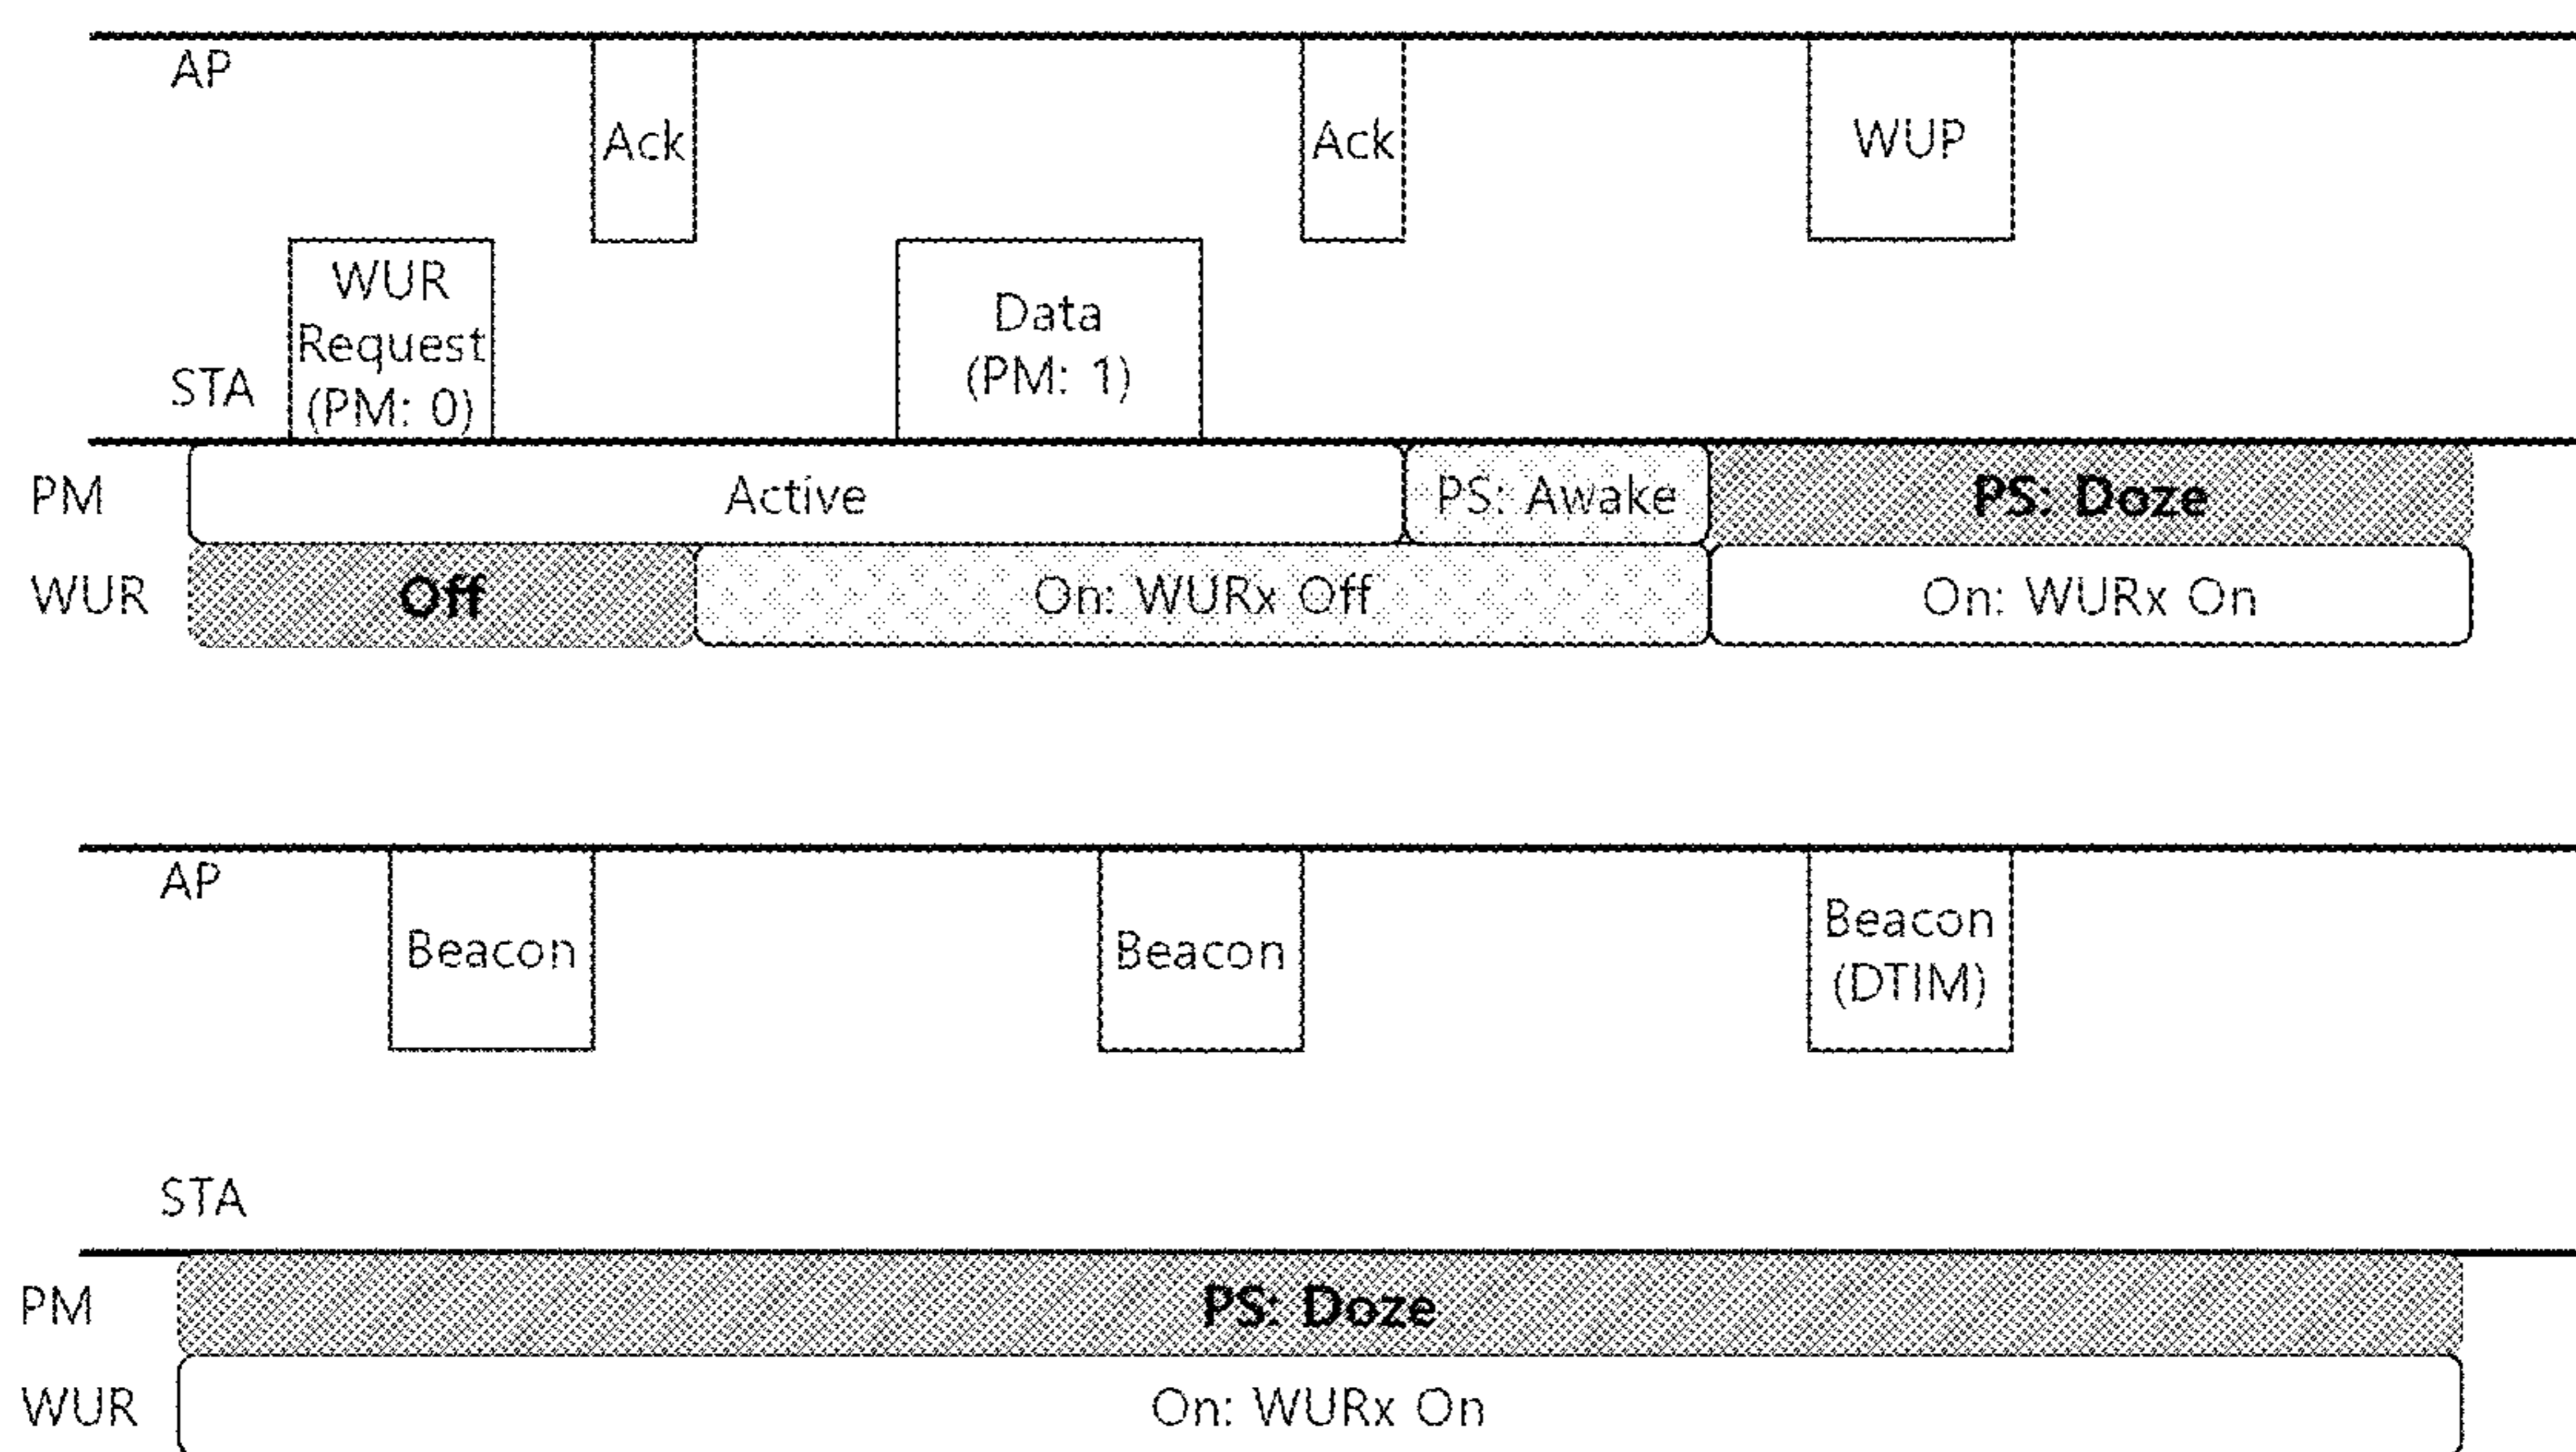 AP
Ack
Ack
WUP
WUR
Request
(PM: 0)
Data
(PM: 1)
STA
PM
Active
PS: Awake
PS: Doze
WUR
Off
On: WURx Off
On: WURx On
AP
Beacon
Beacon
Beacon
(DTIM)
STA
PM
PS: Doze
WUR
On: WURx On